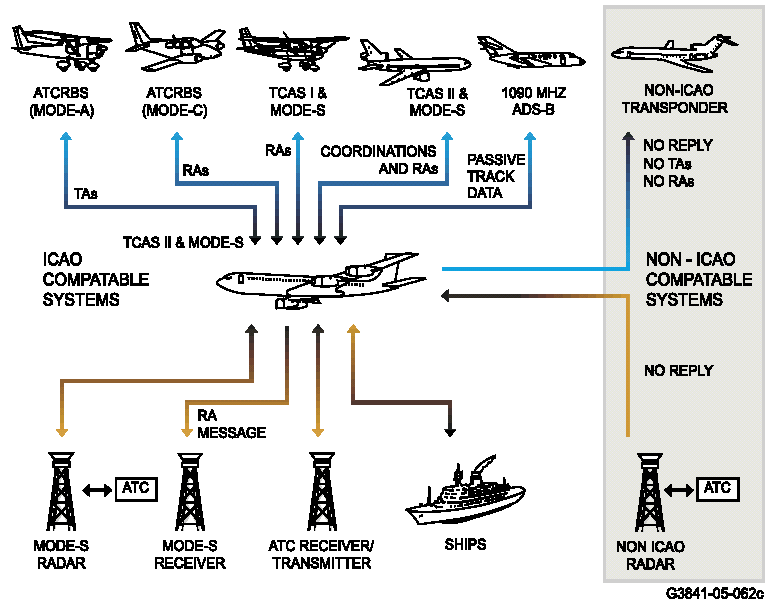 ATCRBS
(MODE-A)
ATCRBS
(MODE-C)
TCAS I &
MODE-S
TCAS II &
MODE-S
1090 MHZ
ADS-B
NON-ICAO
TRANSPONDER
TAs
RAs
RAs
COORDINATIONS
AND RAs
PASSIVE
TRACK
DATA
NO REPLY
NO TAs
NO RAs
TCAS II & MODE-S
ICAO
COMPATABLE
SYSTEMS
NON - ICAO
COMPATABLE
SYSTEMS
NO REPLY
RA
MESSAGE
ATC
ATC
MODE-S
RADAR
MODE-S
RECEIVER
ATC RECEIVER/
TRANSMITTER
SHIPS
NON ICAO
RADAR
G3841-05-062c